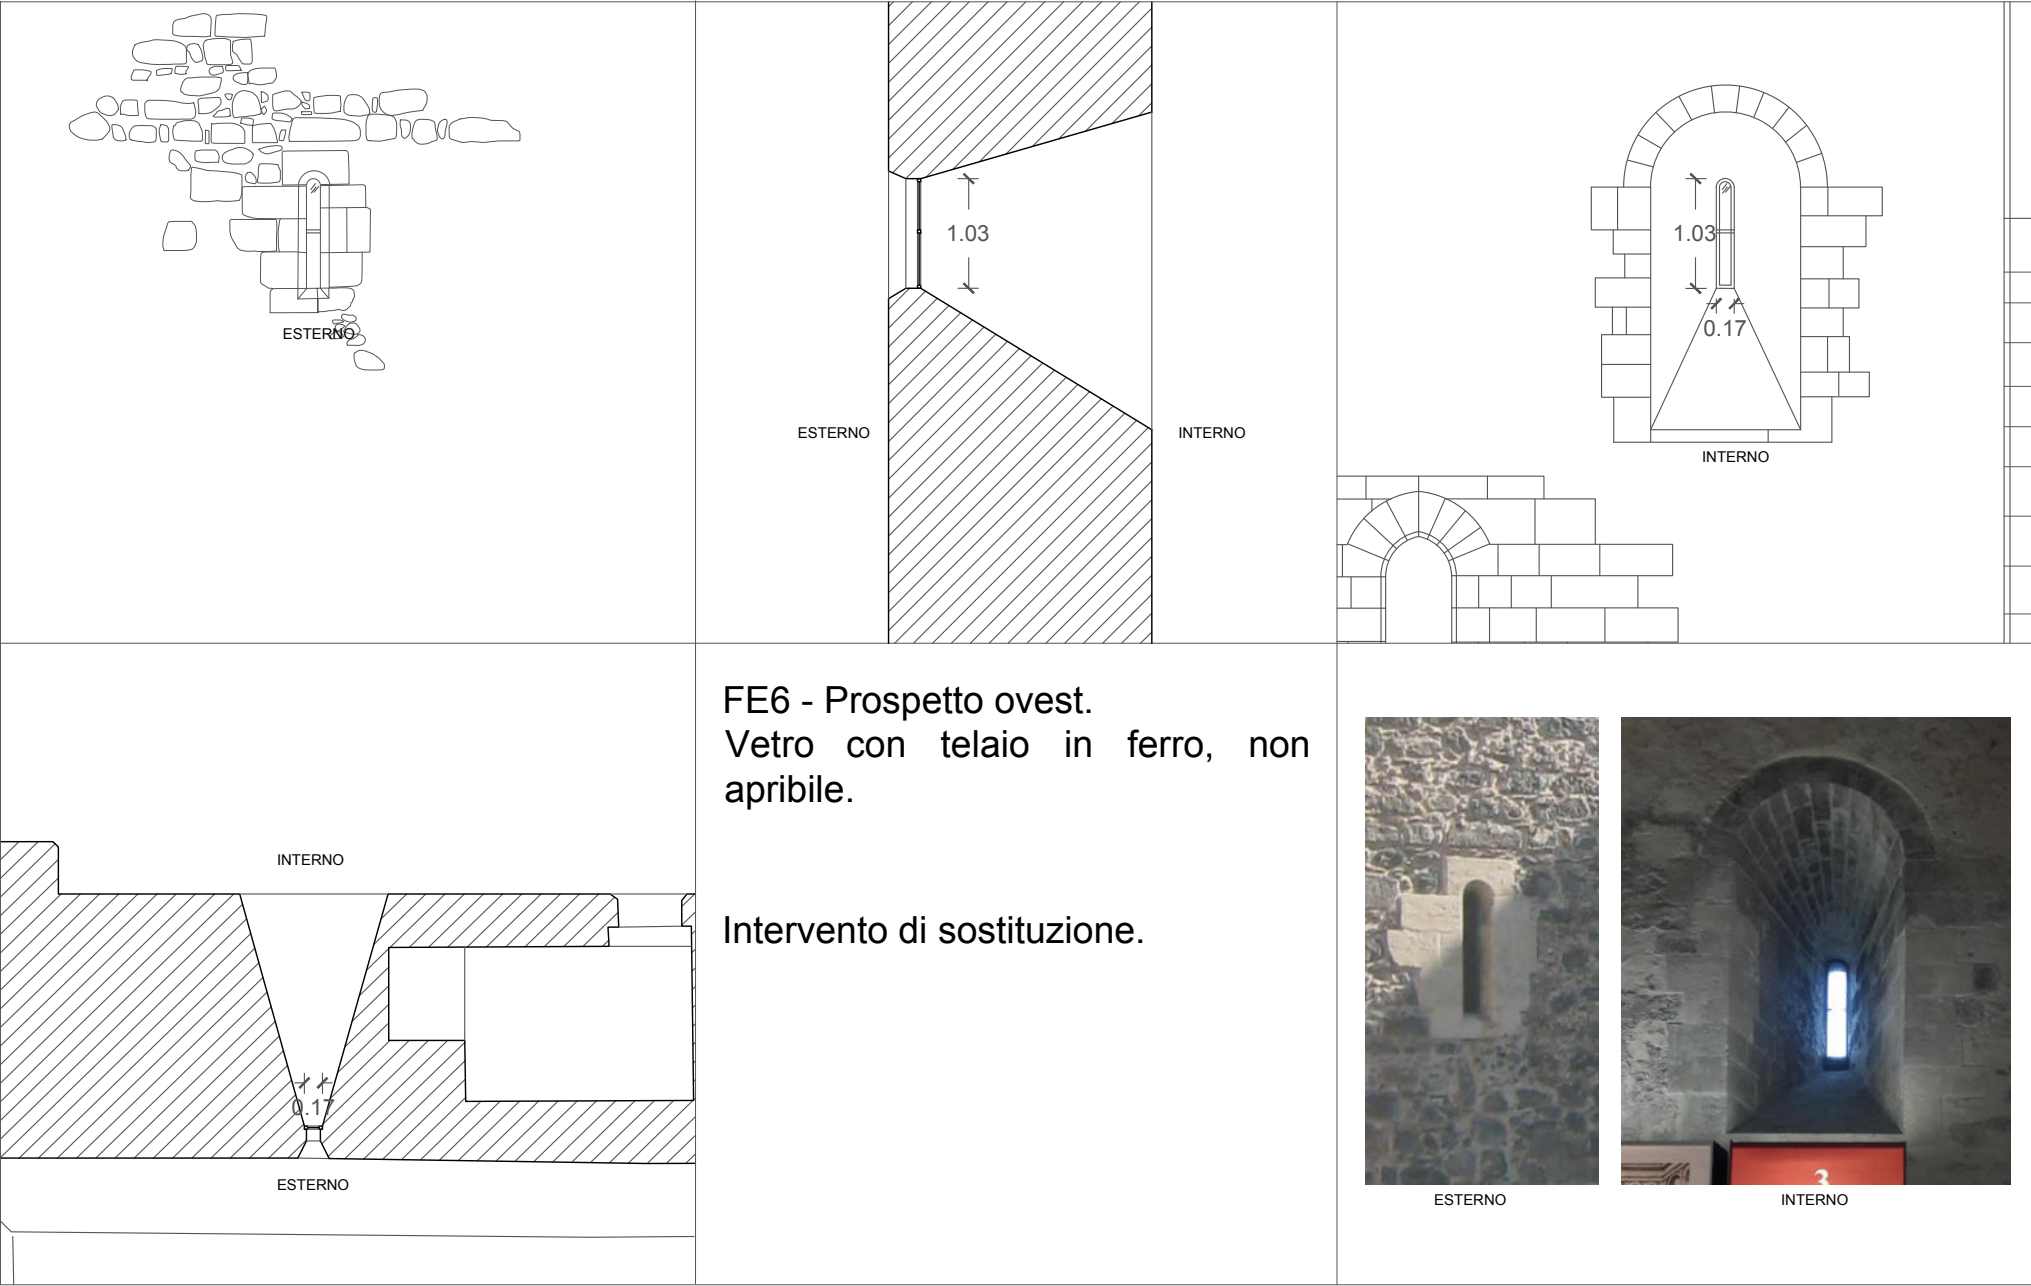 ESTERNO
1.03
ESTERNO
INTERNO
1.03
0.17
INTERNO
INTERNO
0.17
ESTERNO
FE6 - Prospetto ovest.
Vetro con telaio in ferro, non
apribile.
Intervento di sostituzione.
3
ESTERNO
INTERNO